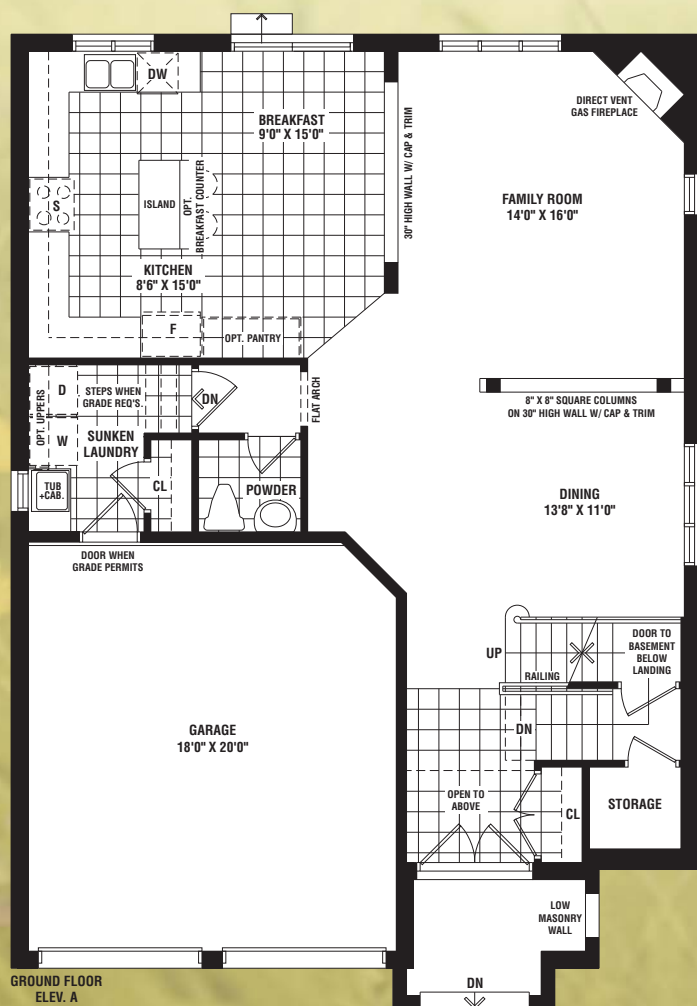 DW
BREAKFAST
9'0" X 15'0"
30" HIGH WALL W/ CAP & TRIM
DIRECT VENT
GAS FIREPLACE
S
ISLAND
OPT.
BREAKFAST COUNTER
FAMILY ROOM
14'0" X 16'0"
KITCHEN
8'6" X 15'0"
F
OPT. PANTRY
OPT. UPPERS
D
STEPS WHEN
GRADE REQ'S.
DN
FLAT ARCH
8" X 8" SQUARE COLUMNS
ON 30" HIGH WALL W/ CAP & TRIM
W
SUNKEN
LAUNDRY
TUB
+CAB.
CL
POWDER
DINING
13'8" X 11'0"
DOOR WHEN
GRADE PERMITS
UP
RAILING
DOOR TO
BASEMENT
BELOW
LANDING
GARAGE
18'0" X 20'0"
DN
OPEN TO
ABOVE
CL
STORAGE
LOW
MASONRY
WALL
DN
GROUND FLOOR
ELEV. A